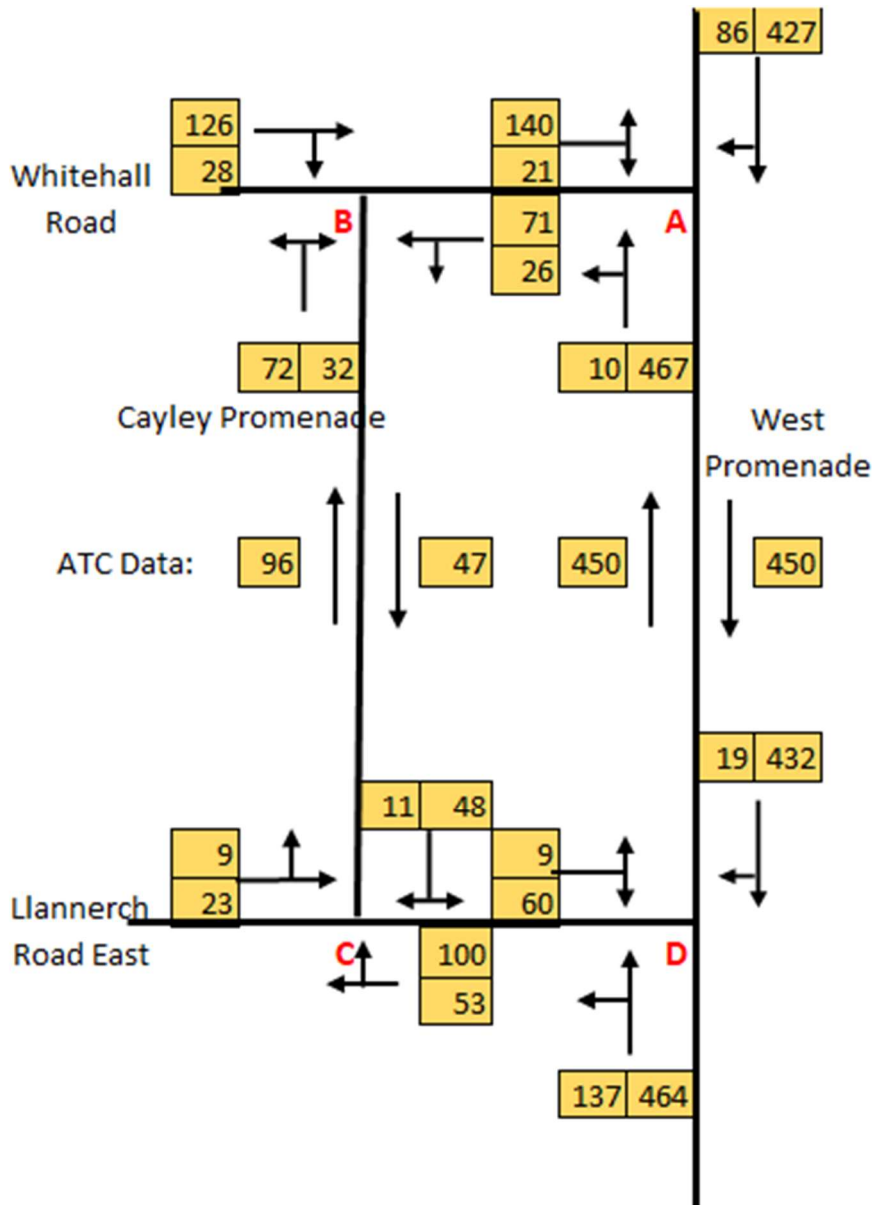 86 427
126
140
28
21
Whitehall
Road
B
71
A
26
72 32
10 467
Cayley Promenade
West
Promenade
ATC Data:
96
47
450
450
19 432
11 48
9
9
23
60
Llannerch
Road East
C
100
D
53
137 464